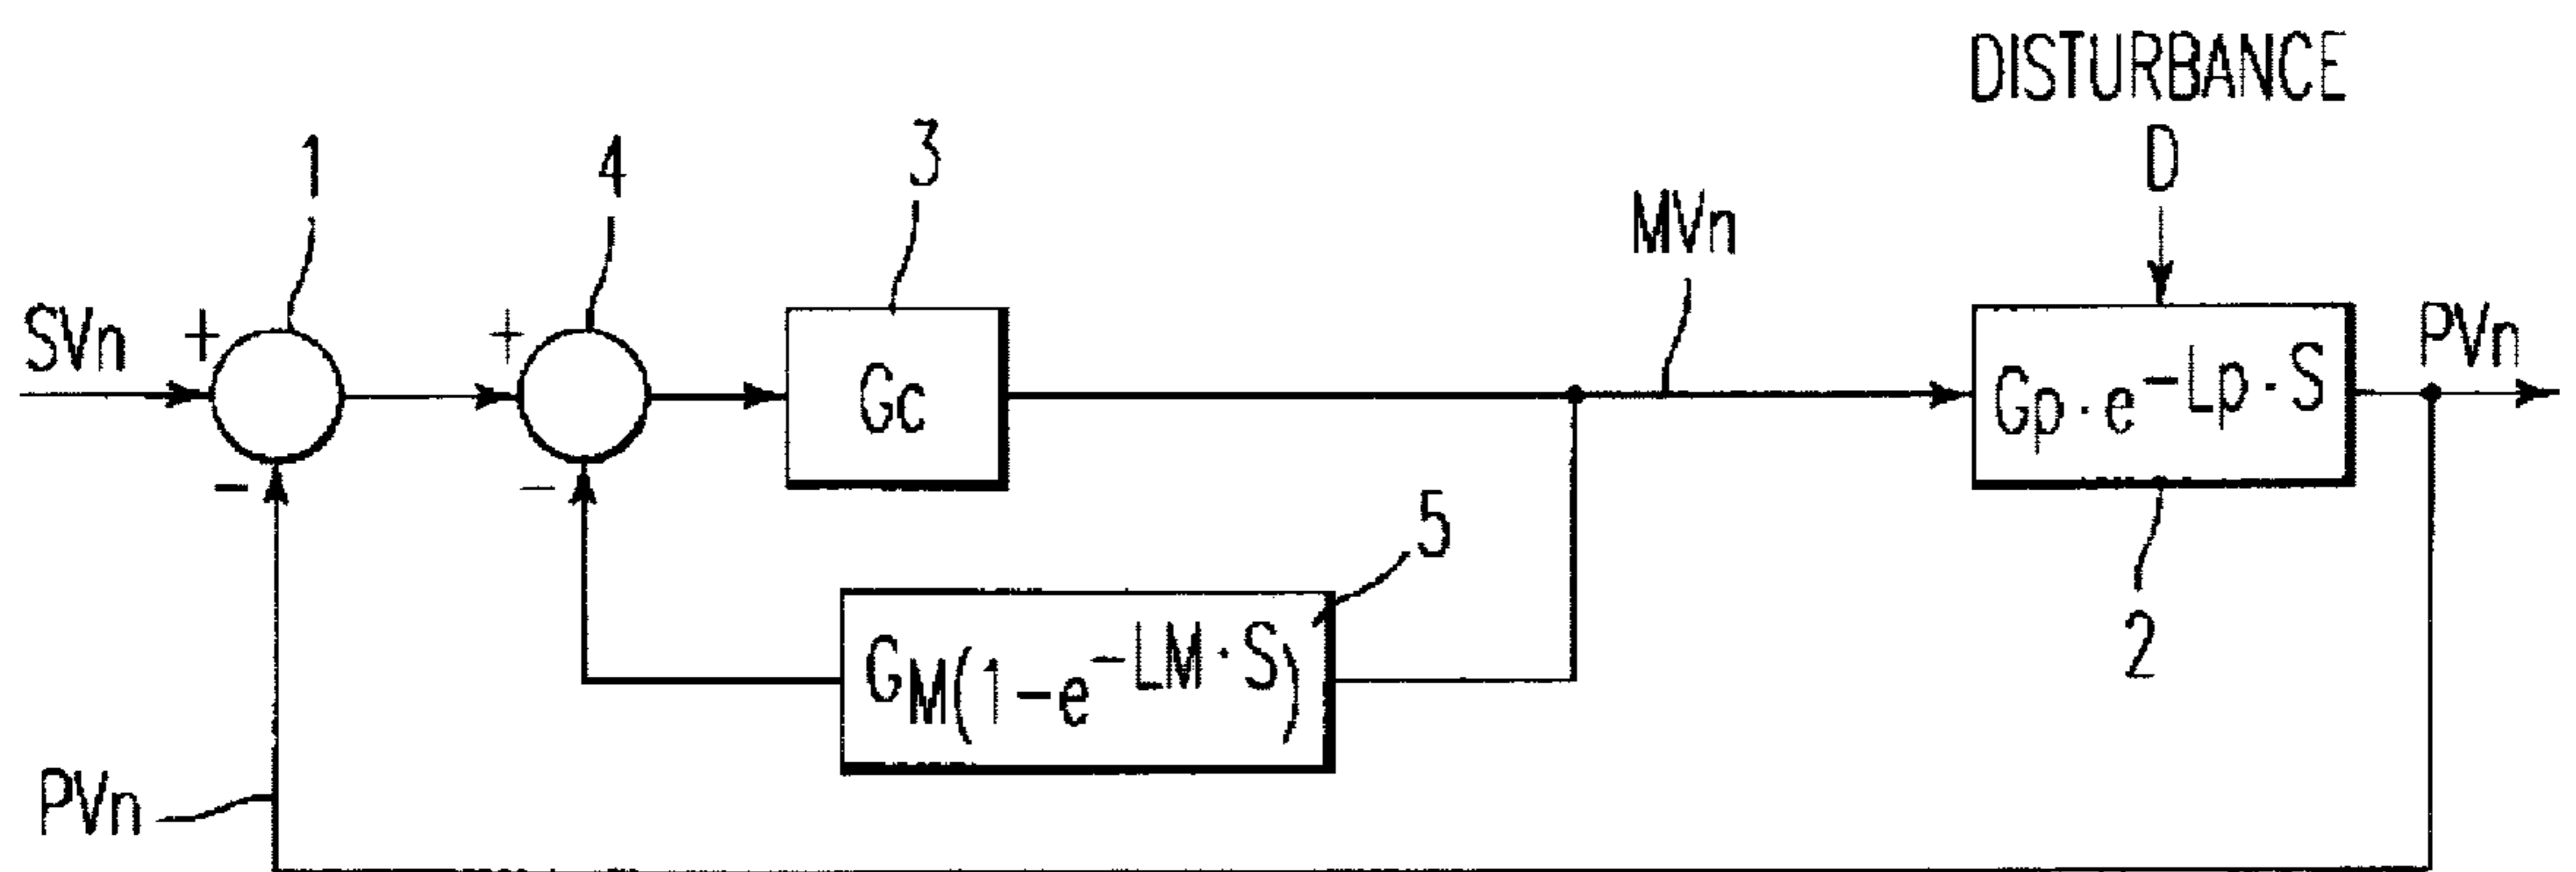 DISTURBANCE
D
1
4
3
MVn
SVn
+
+
Gc
Gp·e^-Lp·S
PVn
-
-
5
2
GM(1-e^-LM·S)
PVn